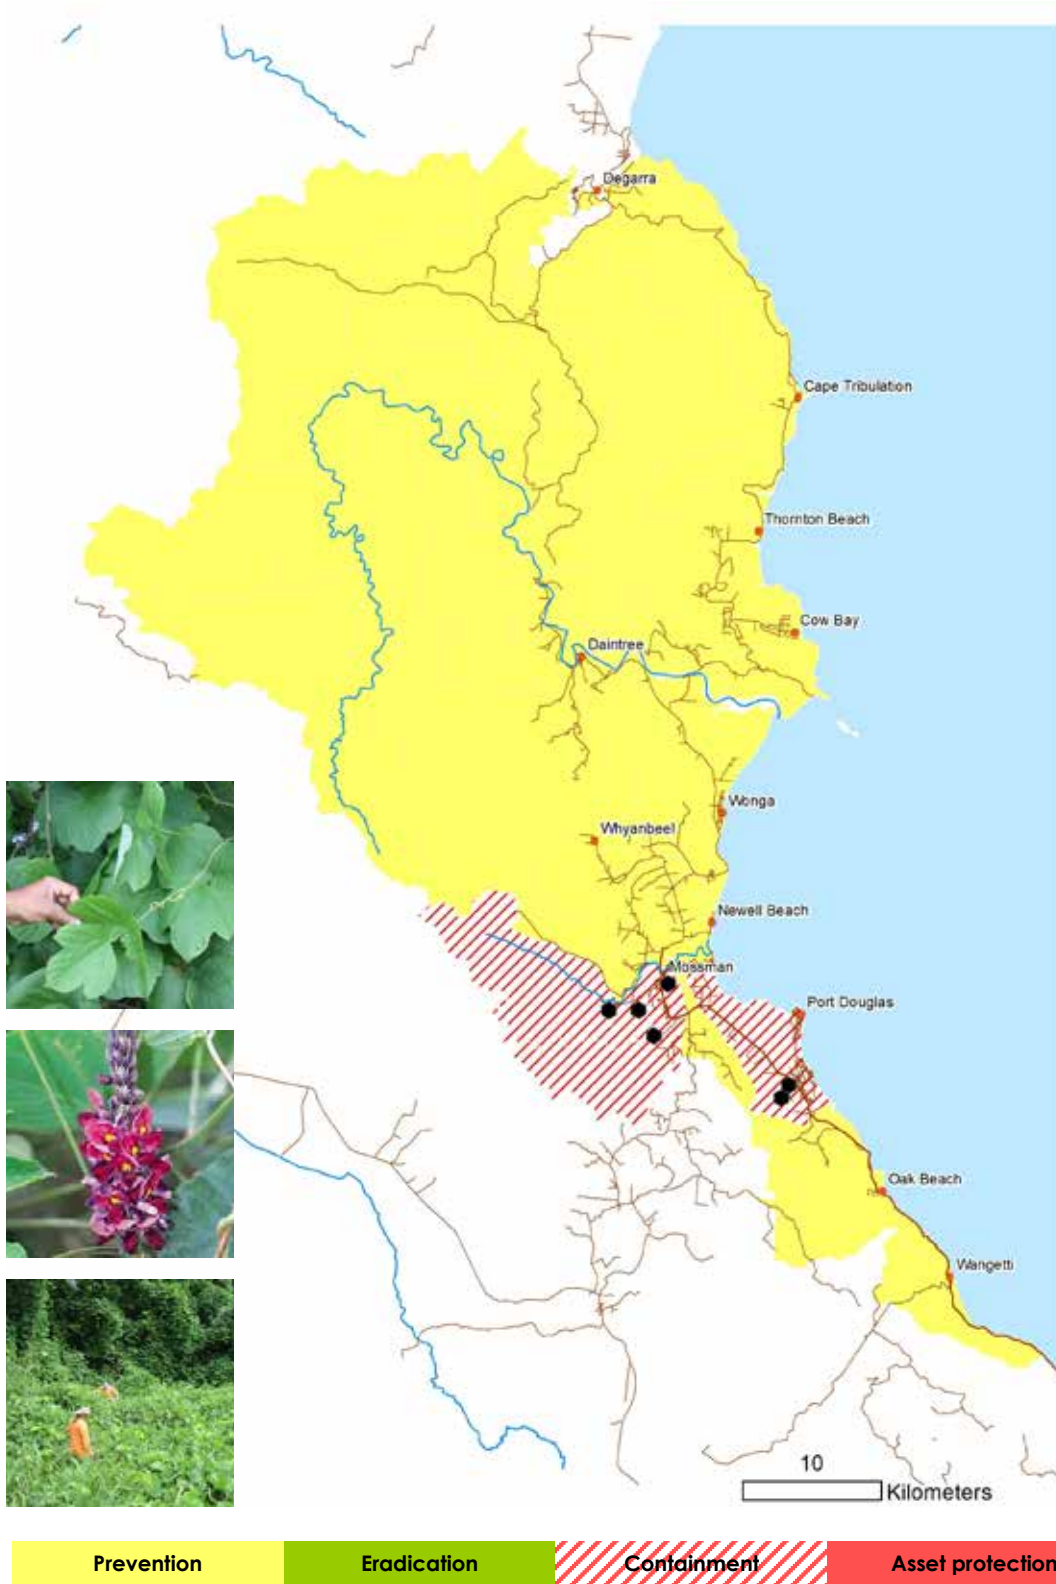 Degarra
Cape Tribulation
Thornton Beach
Cow Bay
Daintree
Wonga
Whyanbeel
Newell Beach
Mossman
Port Douglas
Oak Beach
Wangetti
10
Kilometers
Prevention Eradication Containment Asset protection